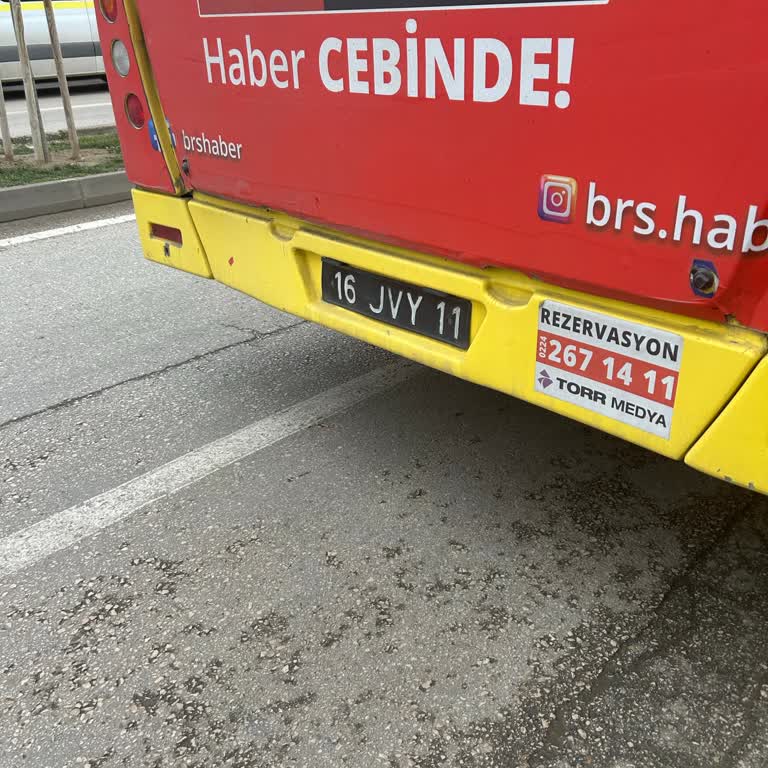 Haber CEBİNDE!
brshaber
brs.hab
16 JVY 11
REZERVASYON
0224 267 14 11
TORR MEDYA